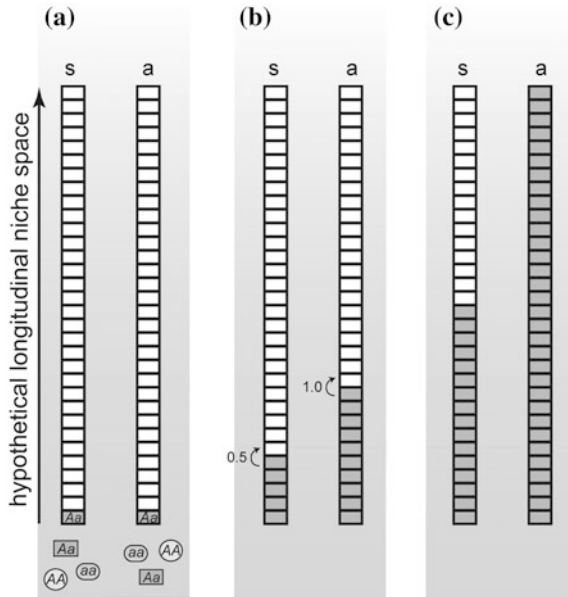 (a)
(b)
(c)
s a
s a
s a
hypothetical longitudinal niche space
1.0
0.5
Aa Aa
Aa aa AA
AA aa Aa